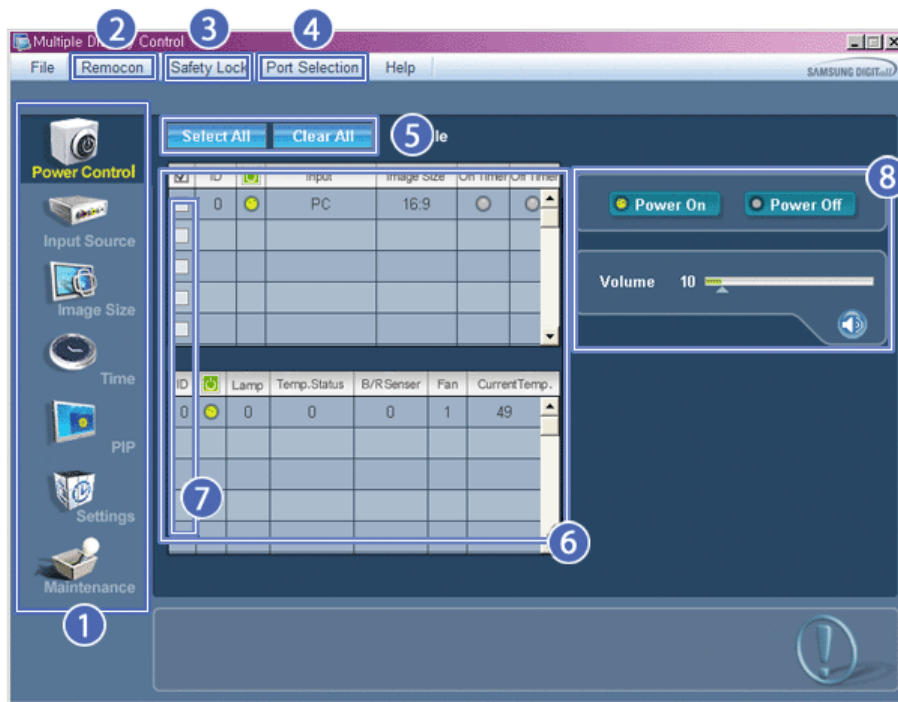 2 3 4
Multiple Display Control
File Remocon Safety Lock Port Selection Help
SAMSUNG DIGITall
Select All Clear All 5 le
Power Control
ID Input Image Size On Timer Off Timer
8
0 PC 16:9
Power On Power Off
Input Source
Image Size
Volume 10
Time
ID Lamp Temp.Status B/RSenser Fan CurrentTemp.
0 0 0 0 1 49
PIP
7
Settings
6
Maintenance
1